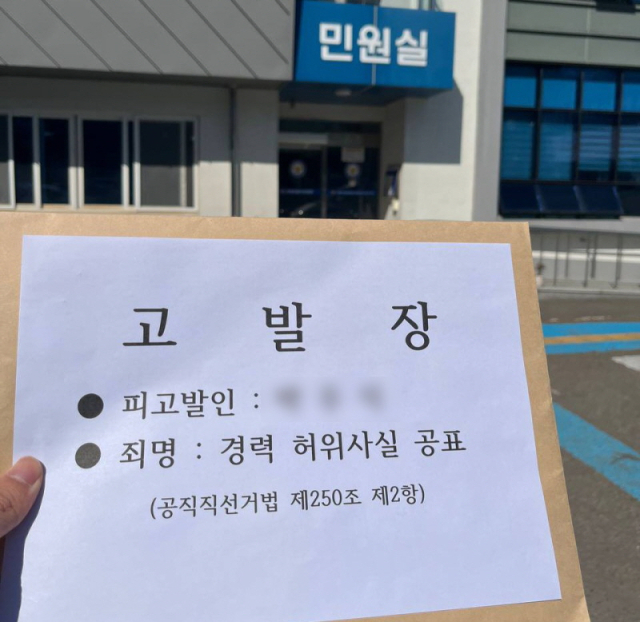 민원실
고 발 장
● 피고발인 :
● 죄명 : 경력 허위사실 공표
(공직직선거법 제250조 제2항)